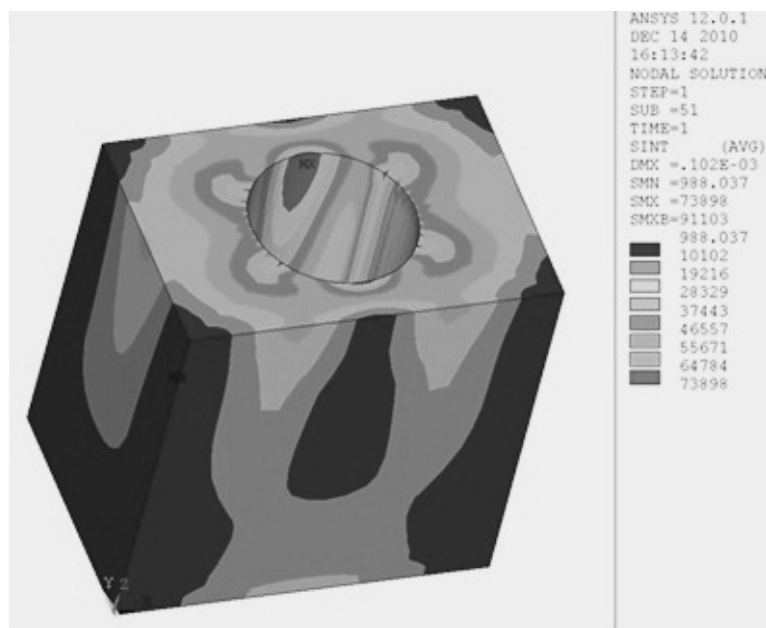 ANSYS 12.0.1
DEC 14 2010
16:13:42
NODAL SOLUTION
STEP=1
SUB =51
TIME=1
SINT (AVG)
DMX =.102E-03
SMN =988.037
SMX =73898
SMXB=91103
988.037
10102
19216
28329
37443
46557
55671
64784
73898
MX
Y